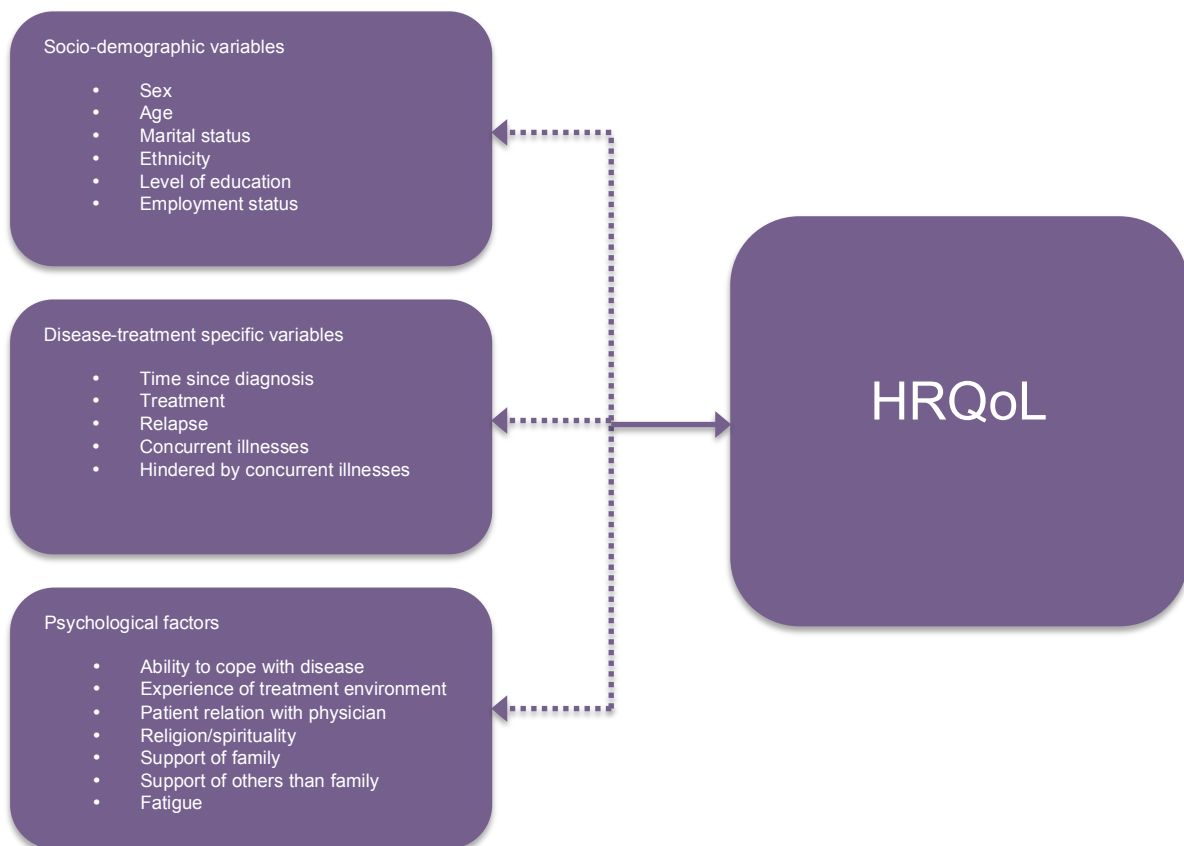 Socio-demographic variables
• Sex
• Age
• Marital status
• Ethnicity
• Level of education
• Employment status
Disease-treatment specific variables
• Time since diagnosis
• Treatment
• Relapse
• Concurrent illnesses
• Hindered by concurrent illnesses
Psychological factors
• Ability to cope with disease
• Experience of treatment environment
• Patient relation with physician
• Religion/spirituality
• Support of family
• Support of others than family
• Fatigue
HRQoL